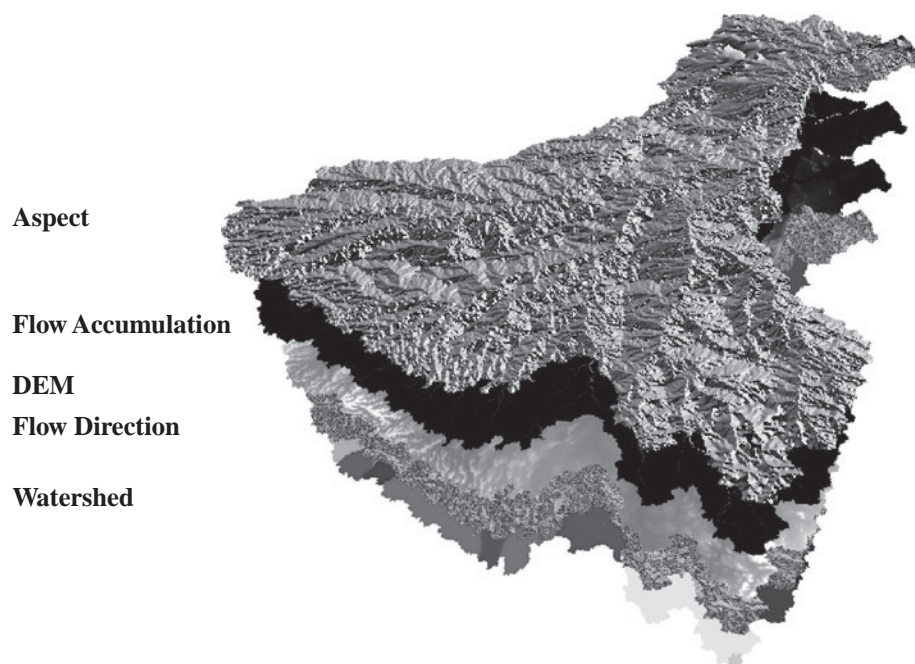 Aspect
Flow Accumulation
DEM
Flow Direction
Watershed